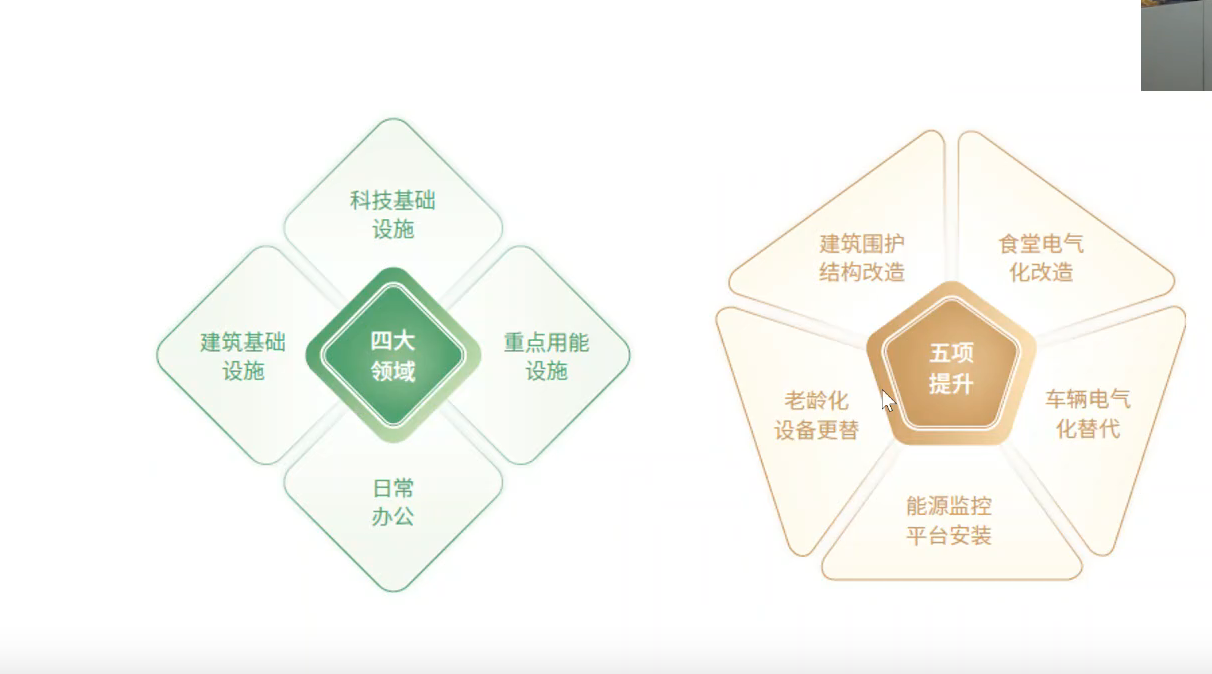 科技基础
设施
建筑基础
设施
四大
领域
重点用能
设施
日常
办公
建筑围护
结构改造
食堂电气
化改造
五项
提升
老龄化
设备更替
车辆电气
化替代
能源监控
平台安装